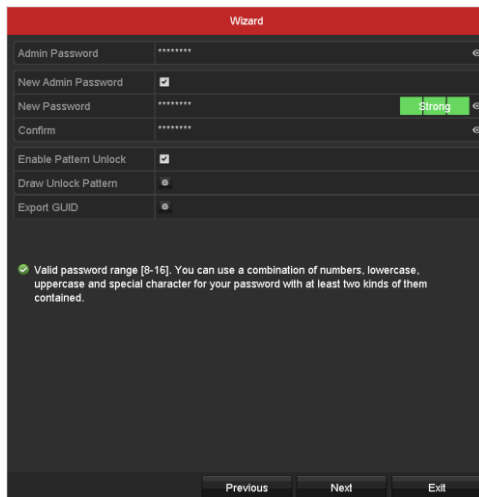 Wizard
Admin Password ********
New Admin Password
New Password ******** Strong
Confirm ********
Enable Pattern Unlock
Draw Unlock Pattern
Export GUID
Valid password range [8-16]. You can use a combination of numbers, lowercase,
uppercase and special character for your password with at least two kinds of them
contained.
Previous Next Exit